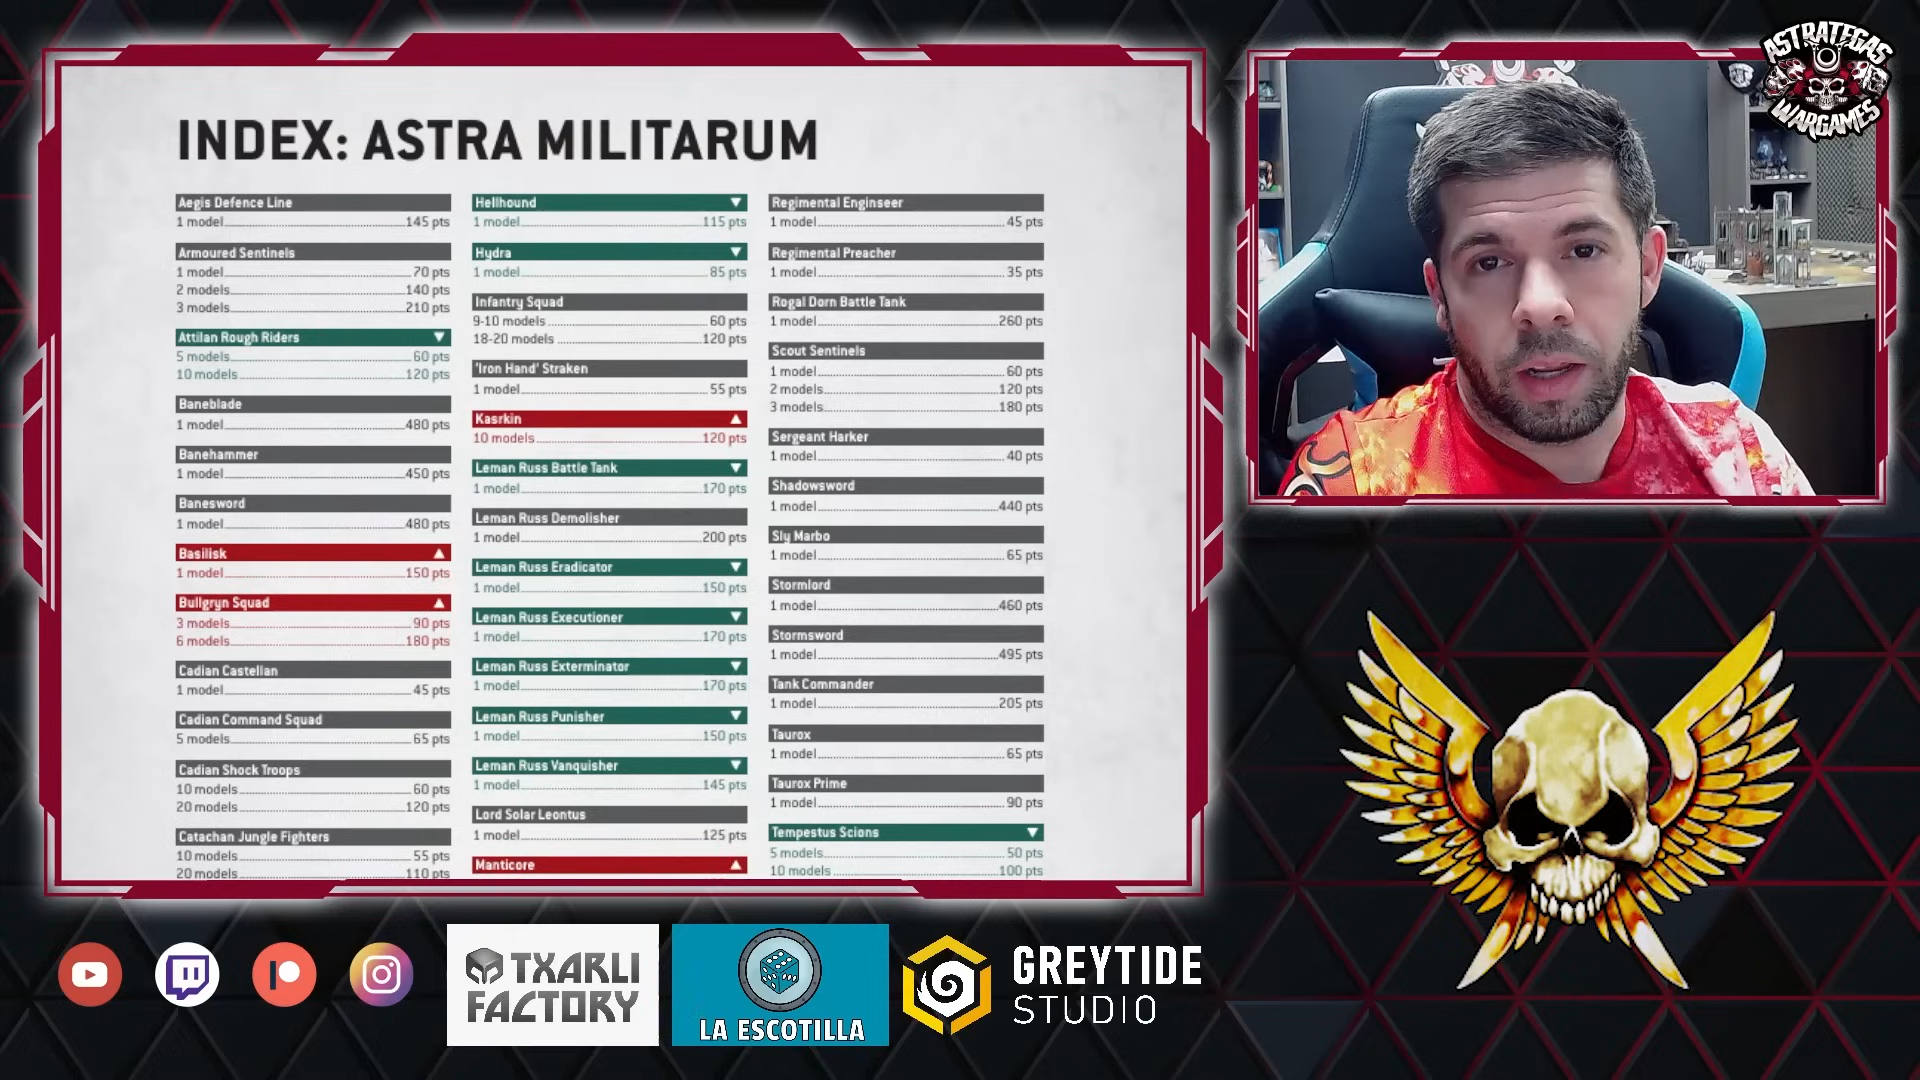 INDEX: ASTRA MILITARUM
Aegis Defence Line
1 model 145 pts
Armoured Sentinels
1 model 70 pts
2 models 140 pts
3 models 210 pts
Attilan Rough Riders
5 models 60 pts
10 models 120 pts
Baneblade
1 model 480 pts
Banehammer
1 model 450 pts
Banesword
1 model 480 pts
Basilisk
1 model 150 pts
Bullgryn Squad
3 models 90 pts
6 models 180 pts
Cadian Castellan
1 model 45 pts
Cadian Command Squad
5 models 65 pts
Cadian Shock Troops
10 models 60 pts
20 models 120 pts
Catachan Jungle Fighters
10 models 55 pts
20 models 110 pts
Hellhound
1 model 115 pts
Hydra
1 model 85 pts
Infantry Squad
9-10 models 60 pts
18-20 models 120 pts
'Iron Hand' Straken
1 model 55 pts
Kasrkin
10 models 120 pts
Leman Russ Battle Tank
1 model 170 pts
Leman Russ Demolisher
1 model 200 pts
Leman Russ Eradicator
1 model 150 pts
Leman Russ Executioner
1 model 170 pts
Leman Russ Exterminator
1 model 170 pts
Leman Russ Punisher
1 model 150 pts
Leman Russ Vanquisher
1 model 145 pts
Lord Solar Leontus
1 model 125 pts
Manticore
Regimental Enginseer
1 model 45 pts
Regimental Preacher
1 model 35 pts
Rogal Dorn Battle Tank
1 model 260 pts
Scout Sentinels
1 model 60 pts
2 models 120 pts
3 models 180 pts
Sergeant Harker
1 model 40 pts
Shadowsword
1 model 440 pts
Sly Marbo
1 model 65 pts
Stormlord
1 model 460 pts
Stormsword
1 model 495 pts
Tank Commander
1 model 205 pts
Taurox
1 model 65 pts
Taurox Prime
1 model 90 pts
Tempestus Scions
5 models 50 pts
10 models 100 pts
ASTRATEGAS
WARGAMES
TXARLI
FACTORY
LA ESCOTILLA
GREYTIDE
STUDIO